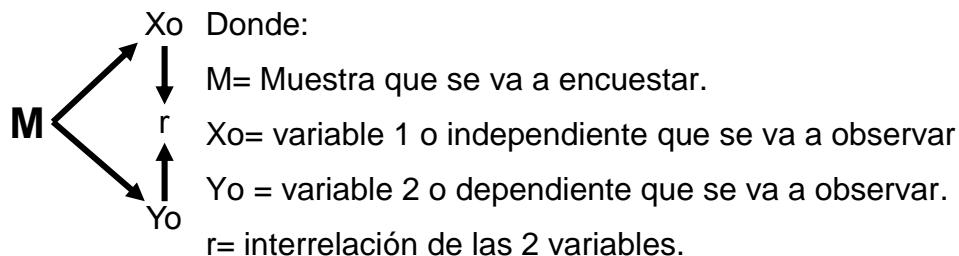 Xo Donde:
M= Muestra que se va a encuestar.
M
r
Xo= variable 1 o independiente que se va a observar
Yo = variable 2 o dependiente que se va a observar.
Yo
r= interrelación de las 2 variables.